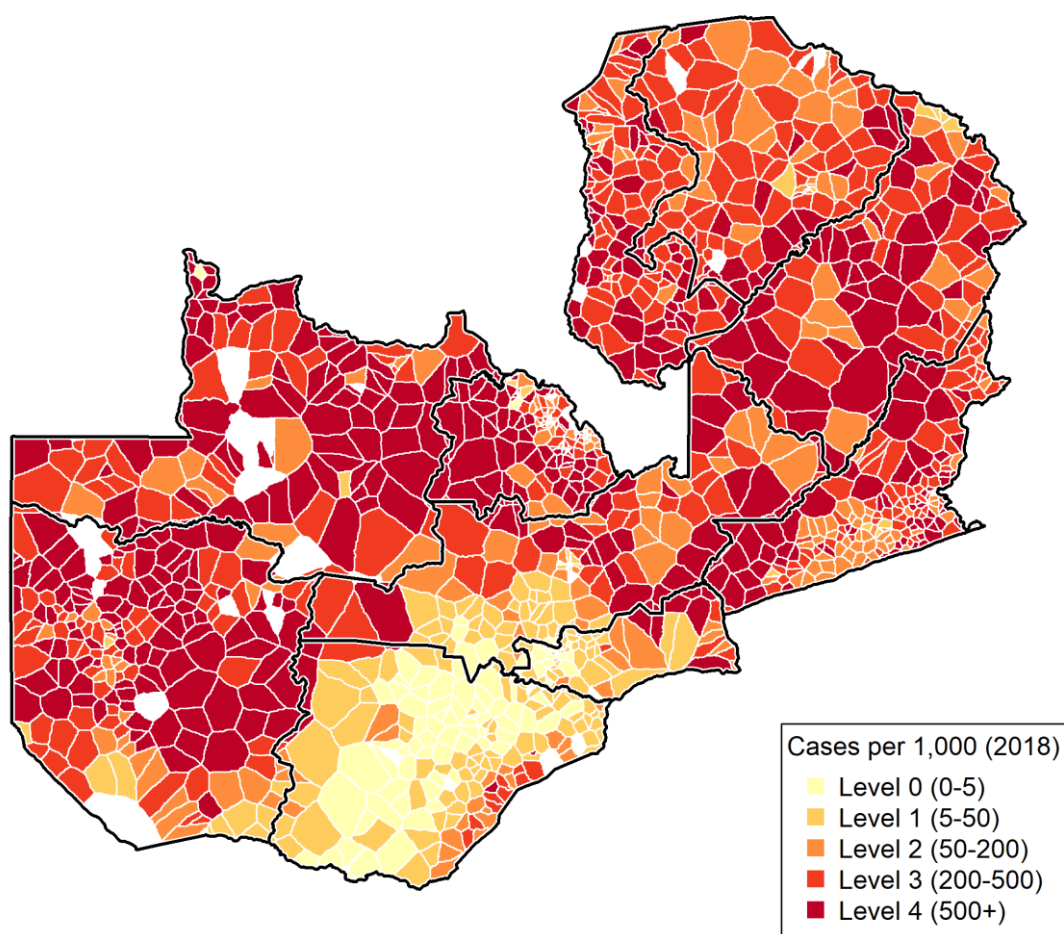 Cases per 1,000 (2018)
Level 0 (0-5)
Level 1 (5-50)
Level 2 (50-200)
Level 3 (200-500)
Level 4 (500+)